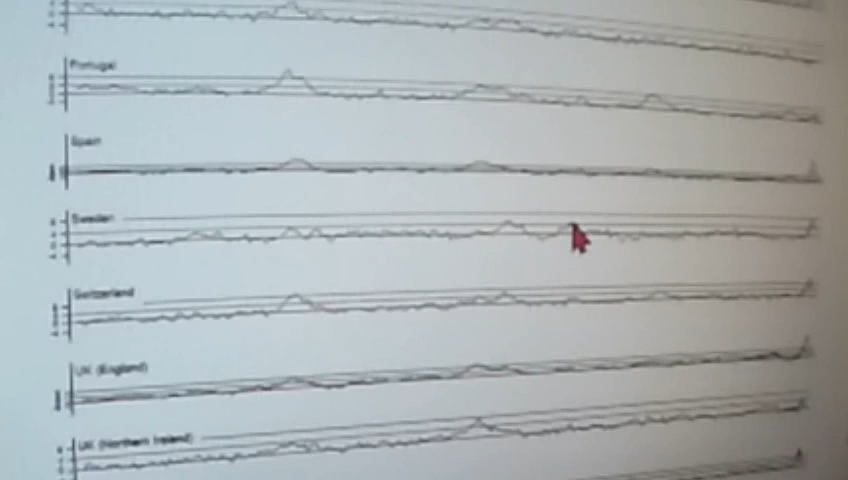 Portugal
Spain
Sweden
Switzerland
UK (England)
UK (Northern Ireland)